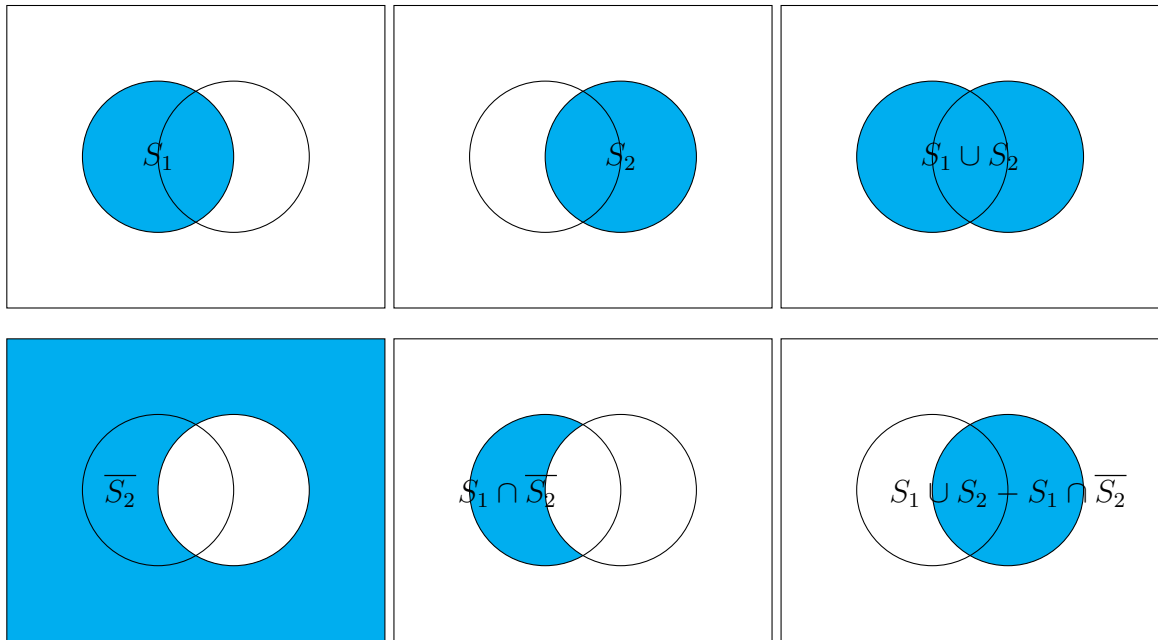 S₁
S₂
S₁ ∪ S₂
S̅₂̅
S₁ ∩ S̅₂̅
S₁ ∪ S₂ − S₁ ∩ S̅₂̅